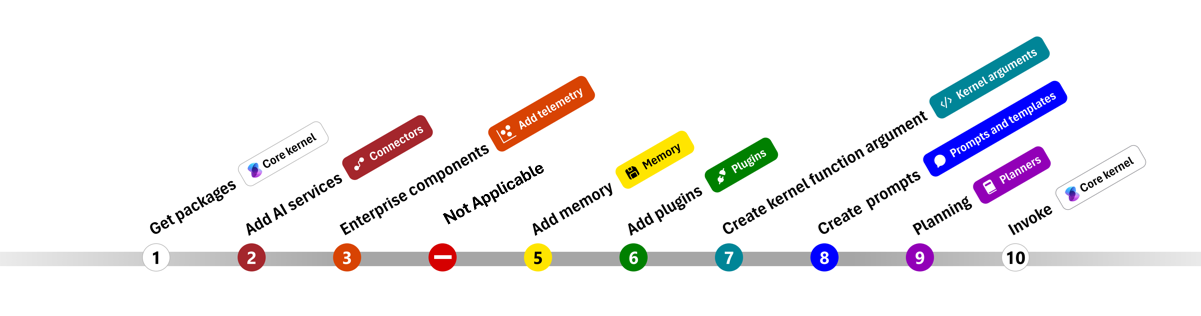 Get packages Core kernel
Add AI services Connectors
Enterprise components Add telemetry
Not Applicable
Add memory Memory
Add plugins Plugins
Create kernel function argument Kernel arguments
Create prompts Prompts and templates
Planning Planners
Invoke Core kernel
1 2 3 5 6 7 8 9 10